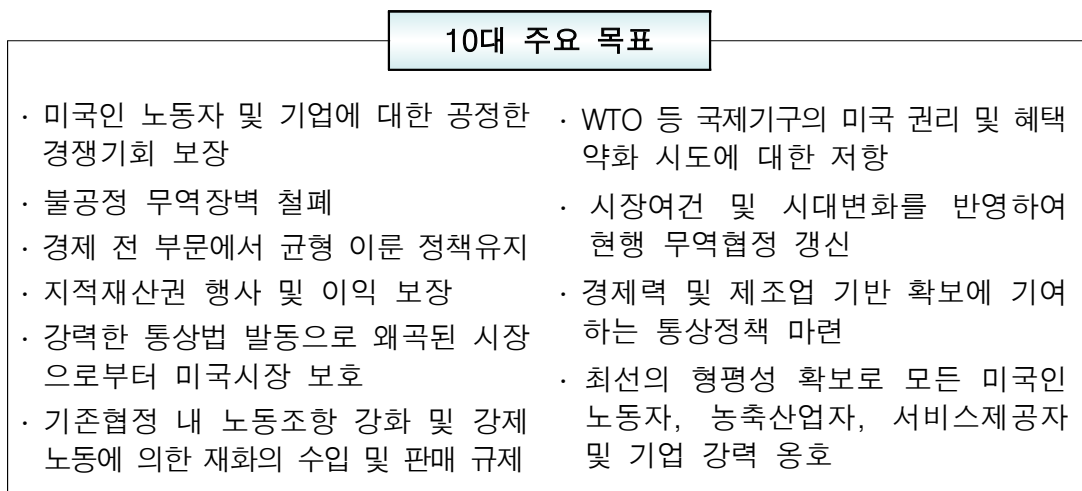 10대 주요 목표
· 미국인 노동자 및 기업에 대한 공정한
경쟁기회 보장
· 불공정 무역장벽 철폐
· 경제 전 부문에서 균형 이룬 정책유지
· 지적재산권 행사 및 이익 보장
· 강력한 통상법 발동으로 왜곡된 시장
으로부터 미국시장 보호
· 기존협정 내 노동조항 강화 및 강제
노동에 의한 재화의 수입 및 판매 규제
· WTO 등 국제기구의 미국 권리 및 혜택
약화 시도에 대한 저항
· 시장여건 및 시대변화를 반영하여
현행 무역협정 갱신
· 경제력 및 제조업 기반 확보에 기여
하는 통상정책 마련
· 최선의 형평성 확보로 모든 미국인
노동자, 농축산업자, 서비스제공자
및 기업 강력 옹호